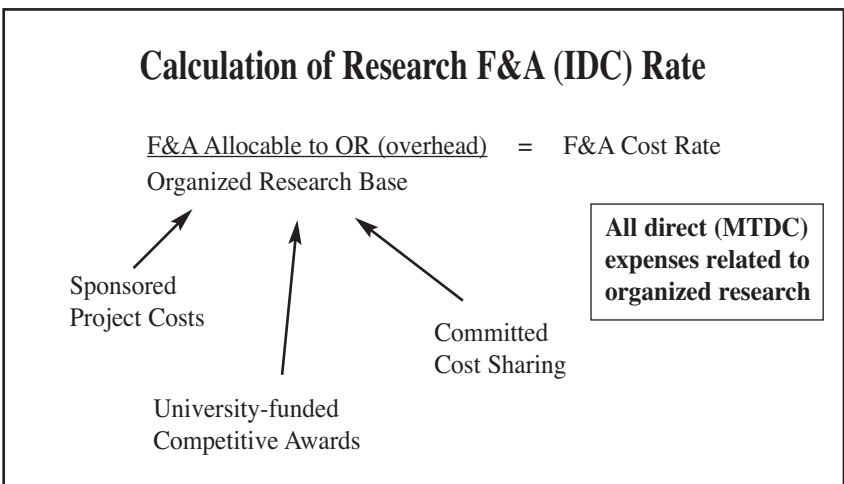 Calculation of Research F&A (IDC) Rate
F&A Allocable to OR (overhead) = F&A Cost Rate
Organized Research Base
All direct (MTDC)
expenses related to
organized research
Sponsored
Project Costs
Committed
Cost Sharing
University-funded
Competitive Awards